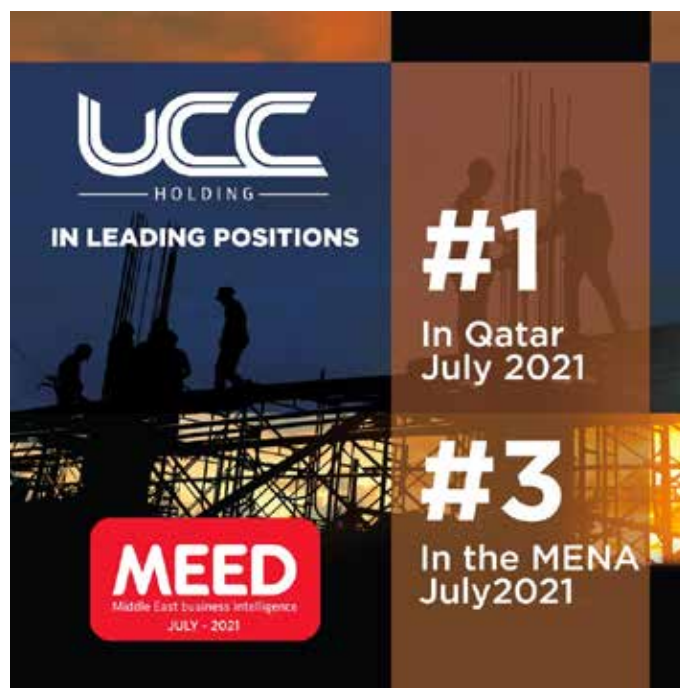 UCC
HOLDING
IN LEADING POSITIONS
#1
In Qatar
July 2021
#3
In the MENA
July2021
MEED
Middle East business intelligence
JULY - 2021